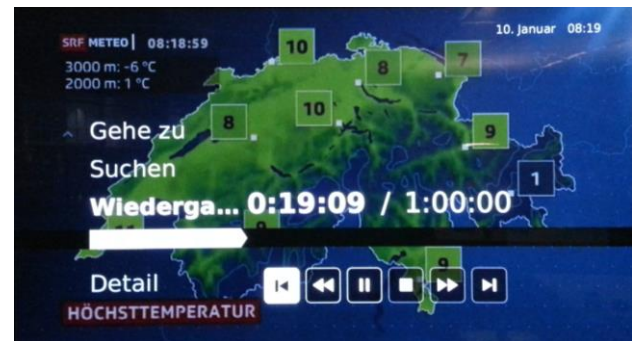 10. Januar 08:19
SRF METEO 08:18:59
3000 m: -6 °C
2000 m: 1 °C
10
8
7
10
8
9
1
Gehe zu
Suchen
Wiederga... 0:19:09 / 1:00:00
9
Detail
HÖCHSTTEMPERATUR